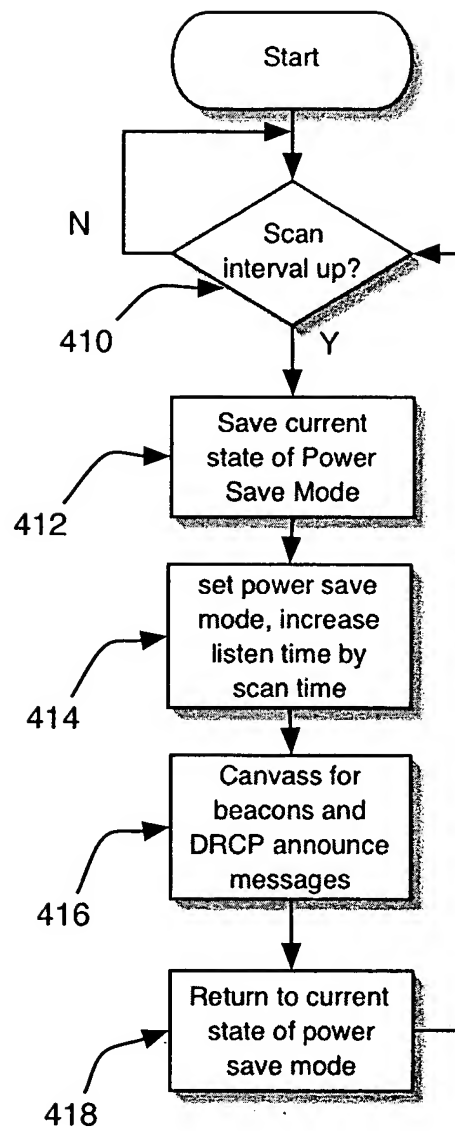 Start
N
Scan
interval up?
410
Y
Save current
state of Power
Save Mode
412
set power save
mode, increase
listen time by
scan time
414
Canvass for
beacons and
DRCP announce
messages
416
Return to current
state of power
save mode
418